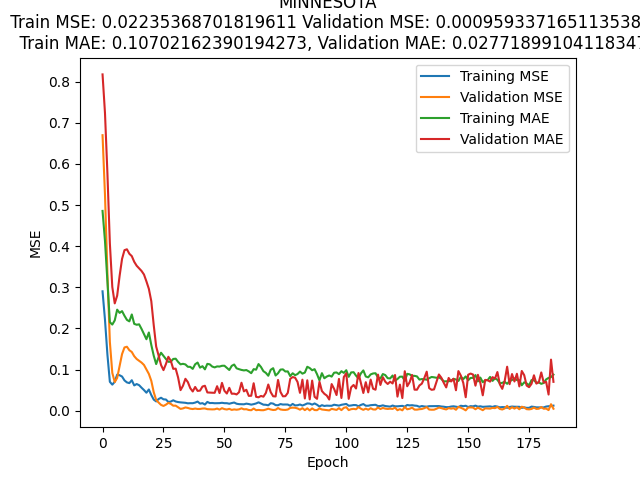 MINNESOTA
Train MSE: 0.02235368701819611 Validation MSE: 0.000959337165113538
Train MAE: 0.10702162390194273, Validation MAE: 0.02771899104118347
Training MSE
Validation MSE
Training MAE
Validation MAE
0.8
0.7
0.6
0.5
0.4
0.3
0.2
0.1
0.0
MSE
0 25 50 75 100 125 150 175
Epoch